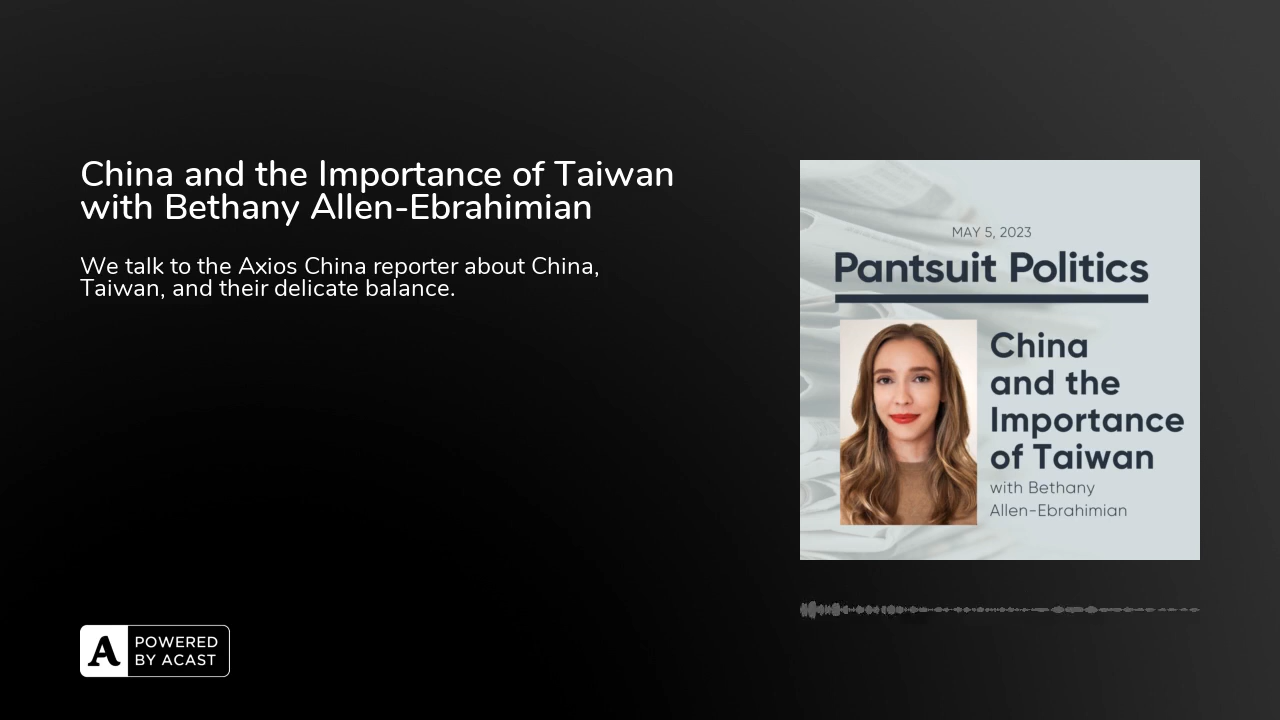 China and the Importance of Taiwan
with Bethany Allen-Ebrahimian
We talk to the Axios China reporter about China,
Taiwan, and their delicate balance.
MAY 5, 2023
Pantsuit Politics
China
and the
Importance
of Taiwan
with Bethany
Allen-Ebrahimian
A
POWERED
BY ACAST